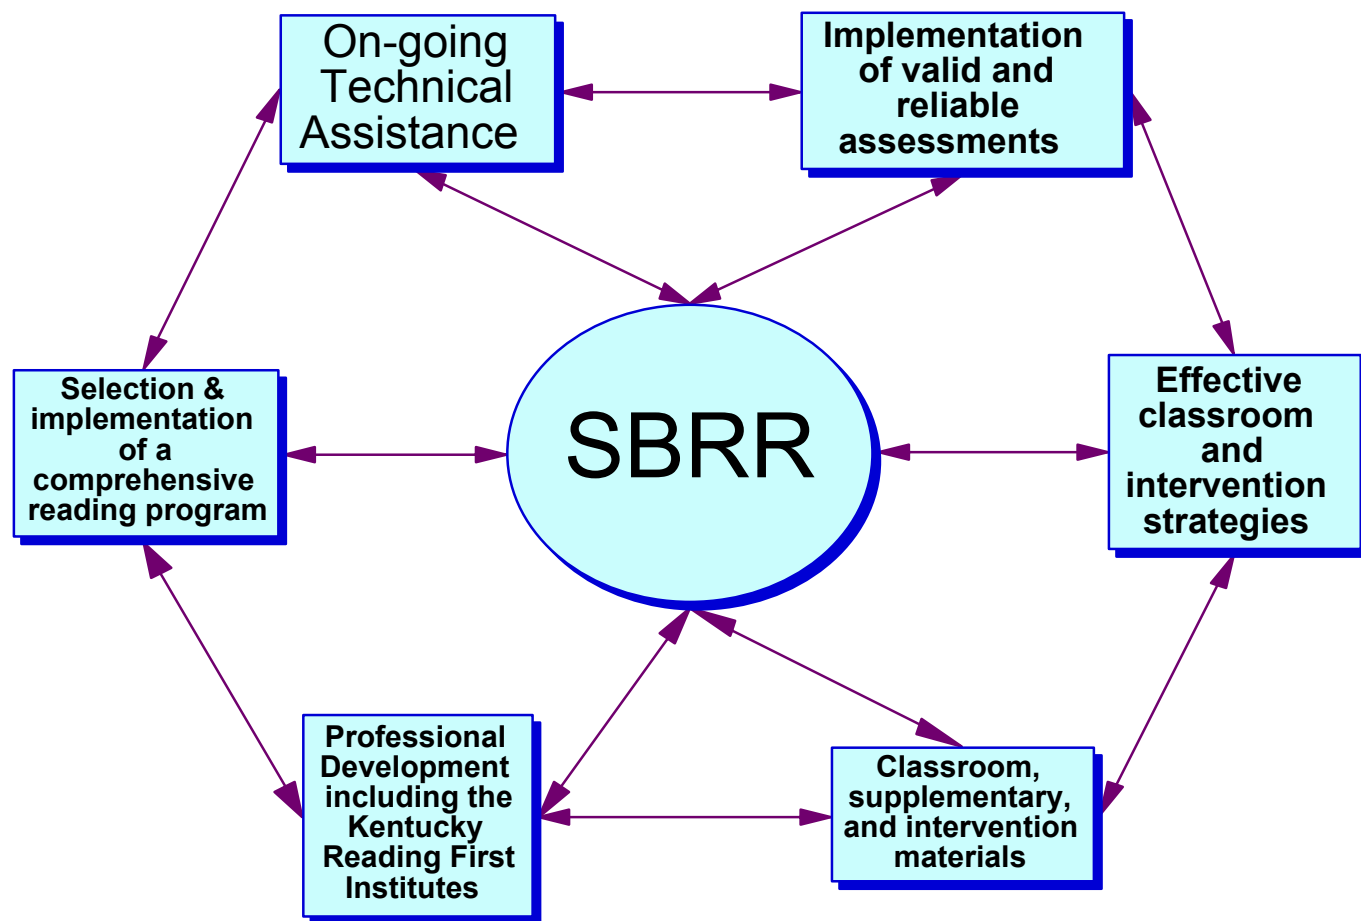 On-going
Technical
Assistance
Implementation
of valid and
reliable
assessments
Selection &
implementation
of a
comprehensive
reading program
SBRR
Effective
classroom
and
intervention
strategies
Professional
Development
including the
Kentucky
Reading First
Institutes
Classroom,
supplementary,
and intervention
materials